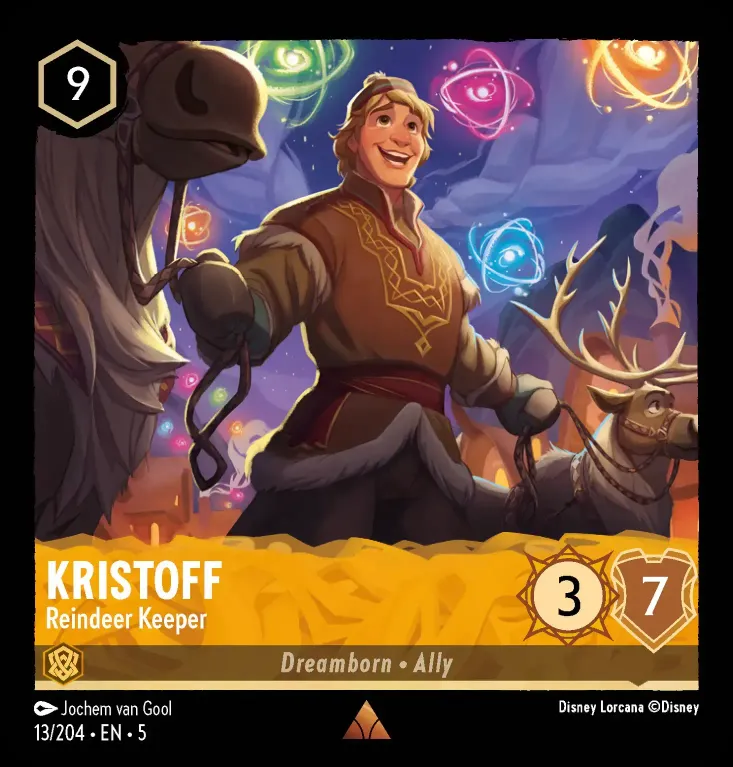 9
KRISTOFF
Reindeer Keeper
3
7
Dreamborn • Ally
Jochem van Gool
Disney Lorcana ©Disney
13/204 • EN • 5